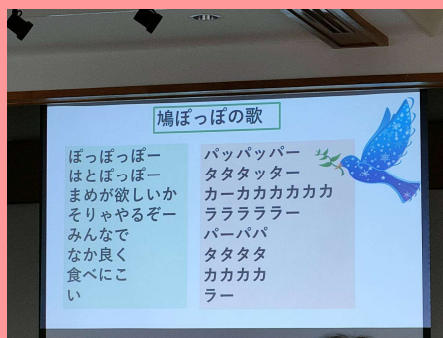 鳩ぽっぽの歌
ぽっぽっぽー
はとぽっぽー
まめが欲しいか
そりゃやるぞー
みんなで
なか良く
食べにこ
い
パッパッパー
タタタッター
カーカカカカカカ
ラララララー
パーパパ
タタタタ
カカカカ
ラー